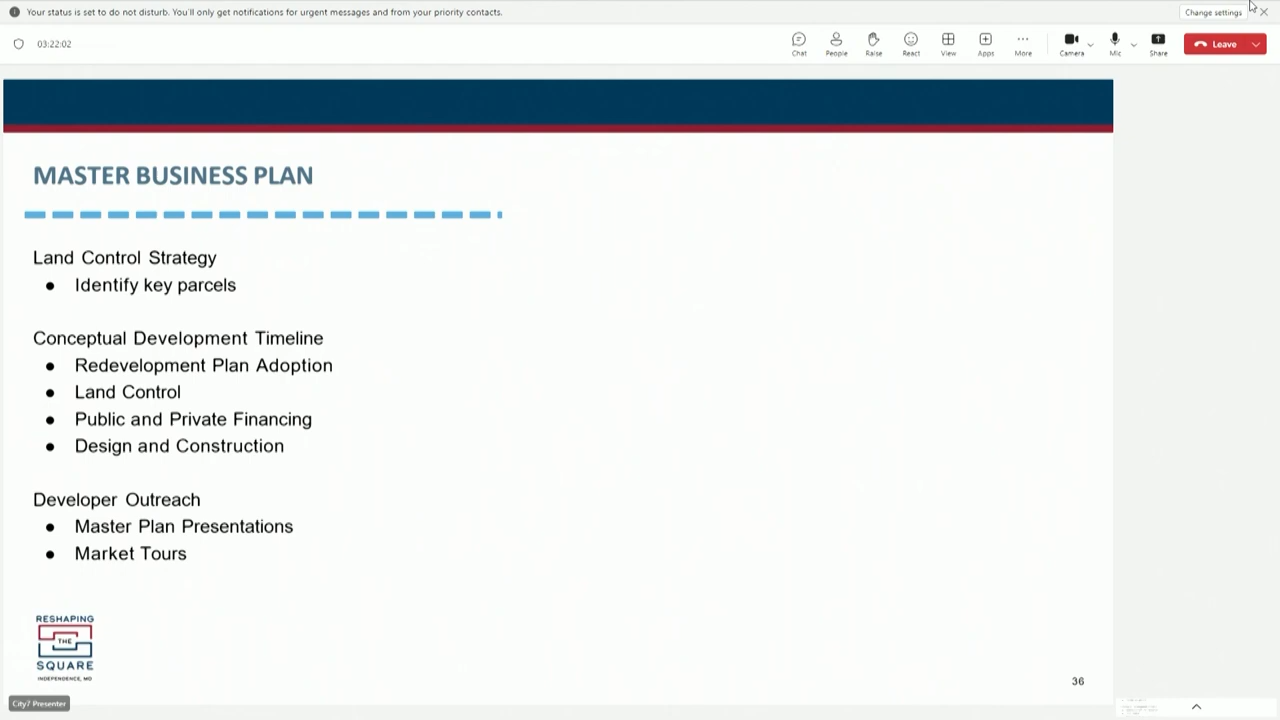 Your status is set to do not disturb. You'll only get notifications for urgent messages and from your priority contacts.
Change settings
03:22:02
Chat
People
Raise
React
View
Apps
More
Camera
Mic
Share
Leave
MASTER BUSINESS PLAN
Land Control Strategy
● Identify key parcels
Conceptual Development Timeline
● Redevelopment Plan Adoption
● Land Control
● Public and Private Financing
● Design and Construction
Developer Outreach
● Master Plan Presentations
● Market Tours
RESHAPING
THE
SQUARE
INDEPENDENCE, MO
36
City7 Presenter